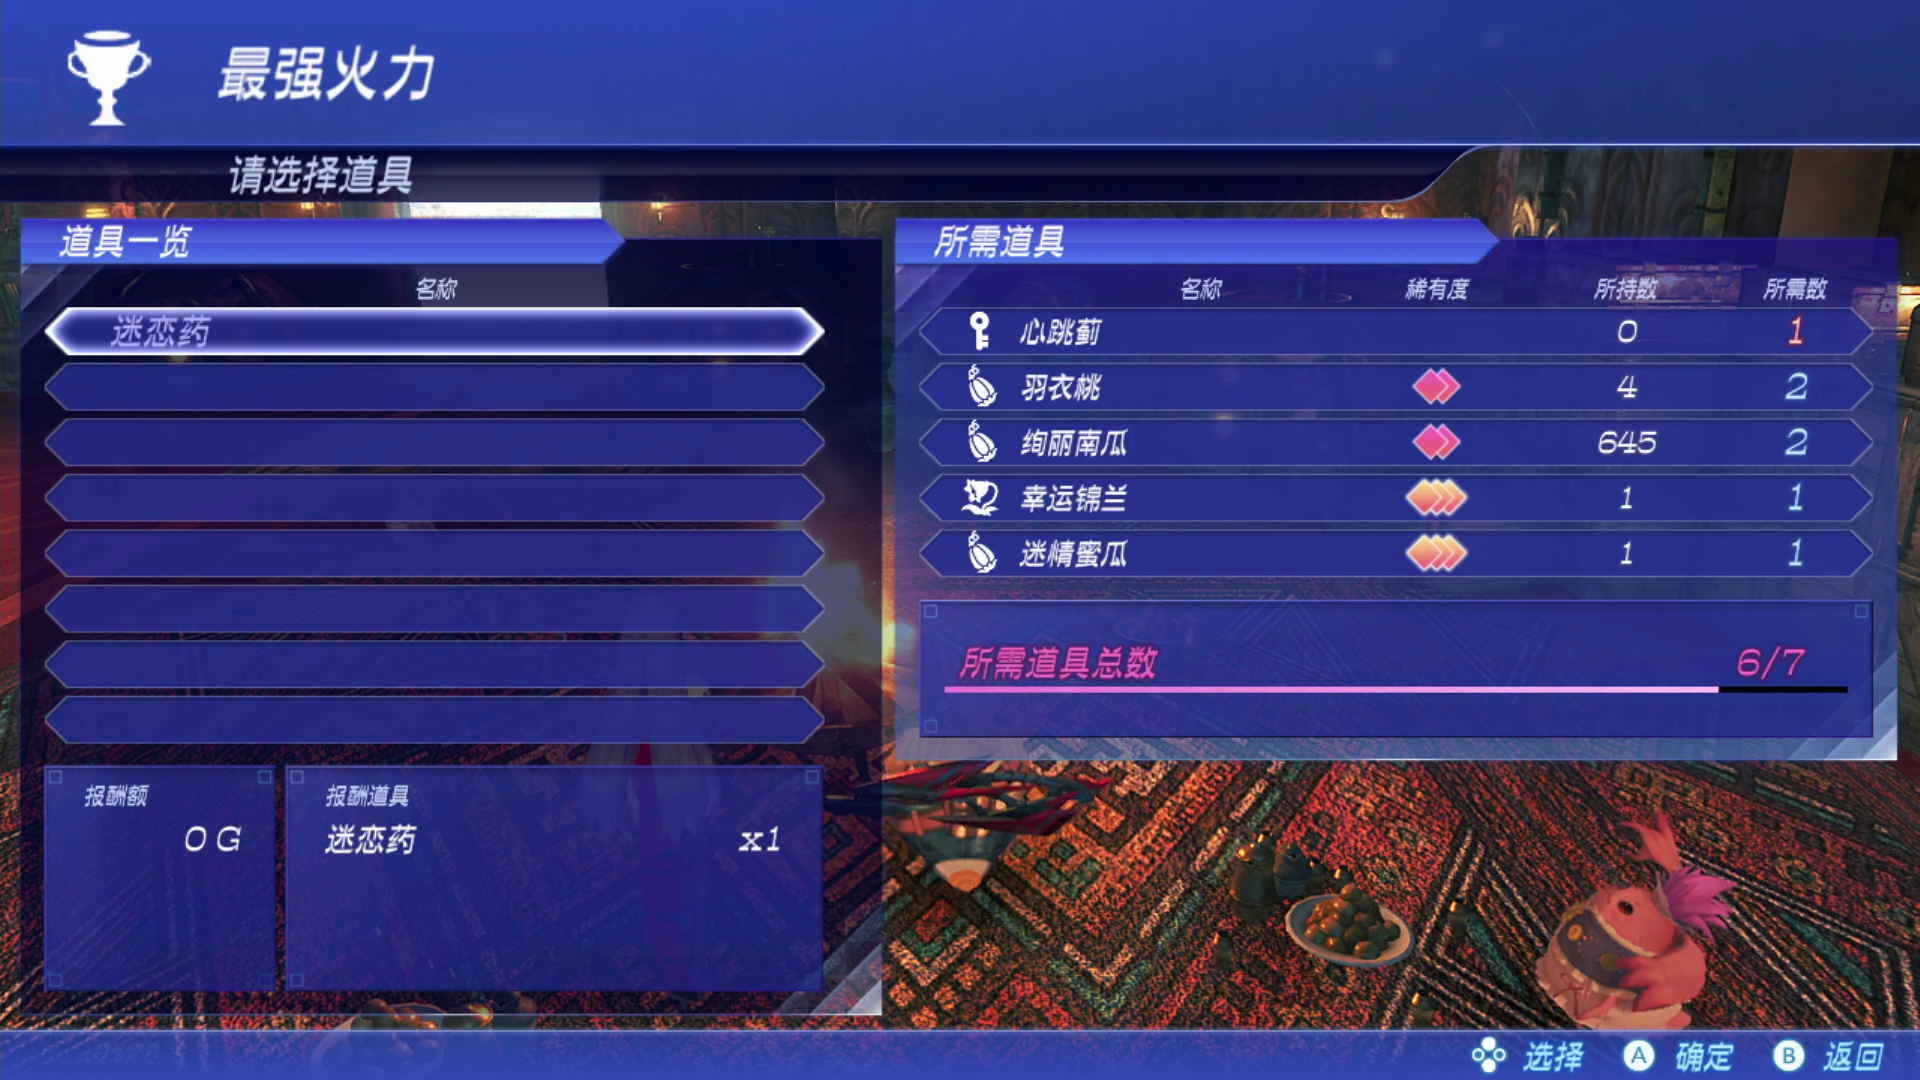 最强火力
请选择道具
道具一览
名称
迷恋药
报酬额
0 G
报酬道具
迷恋药 x1
所需道具
名称 稀有度 所持数 所需数
心跳蓟 0 1
羽衣桃 4 2
绚丽南瓜 645 2
幸运锦兰 1 1
迷情蜜瓜 1 1
所需道具总数 6/7
选择 A 确定 B 返回